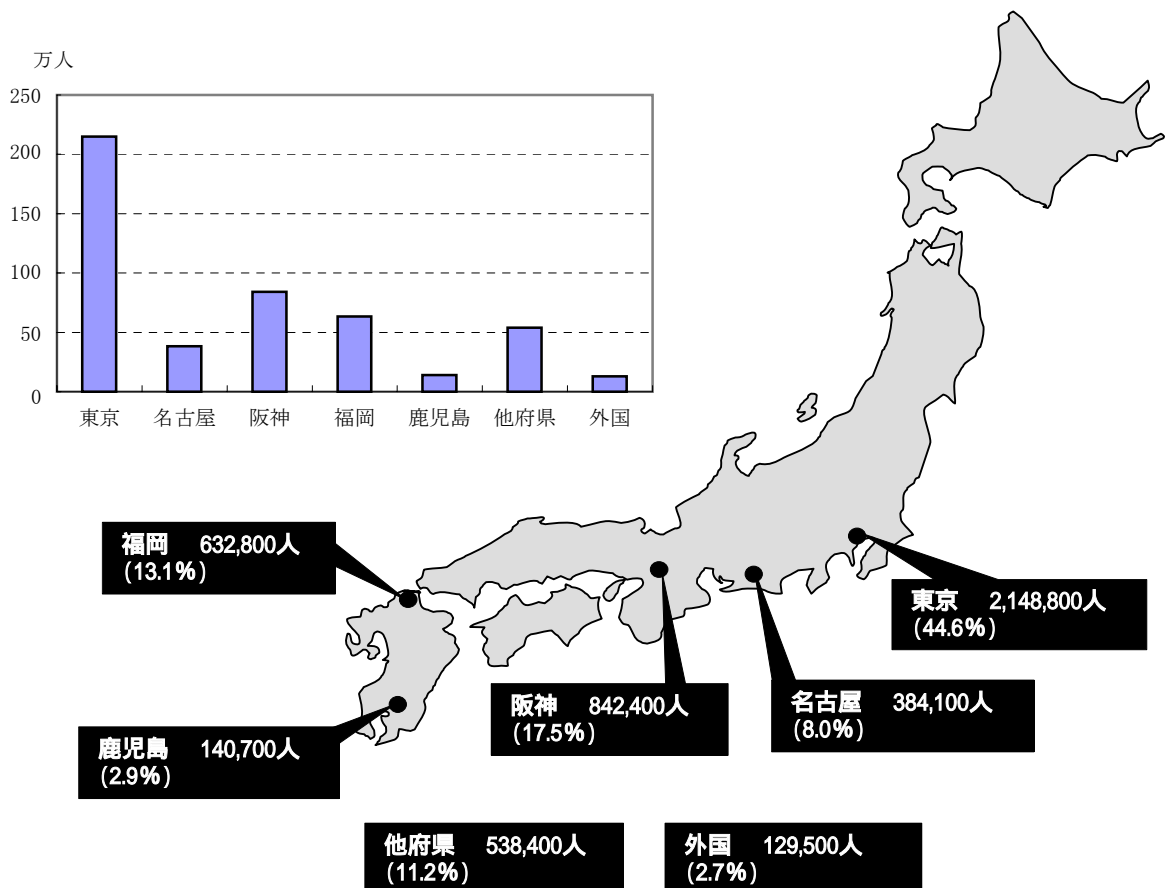 万人
250
200
150
100
50
0
東京 名古屋 阪神 福岡 鹿児島 他府県 外国
福岡 632,800人
(13.1%)
東京 2,148,800人
(44.6%)
阪神 842,400人
(17.5%)
名古屋 384,100人
(8.0%)
鹿児島 140,700人
(2.9%)
他府県 538,400人
(11.2%)
外国 129,500人
(2.7%)